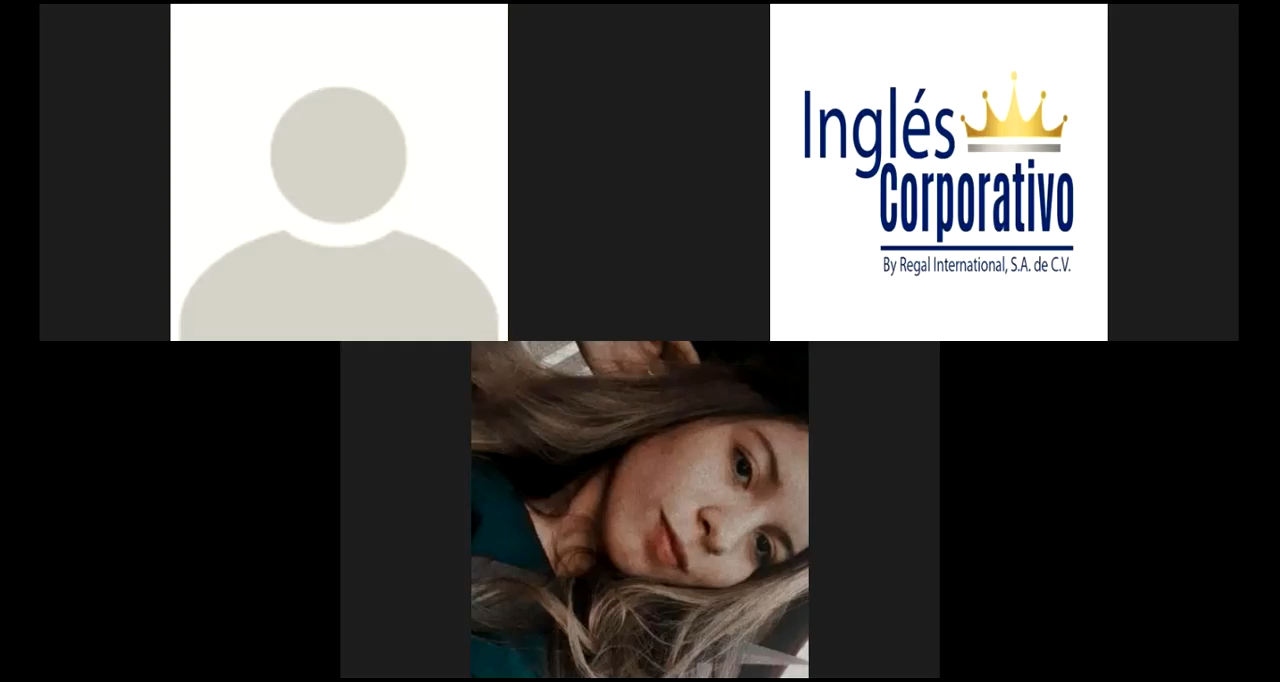 Inglés
Corporativo
By Regal International, S.A. de C.V.